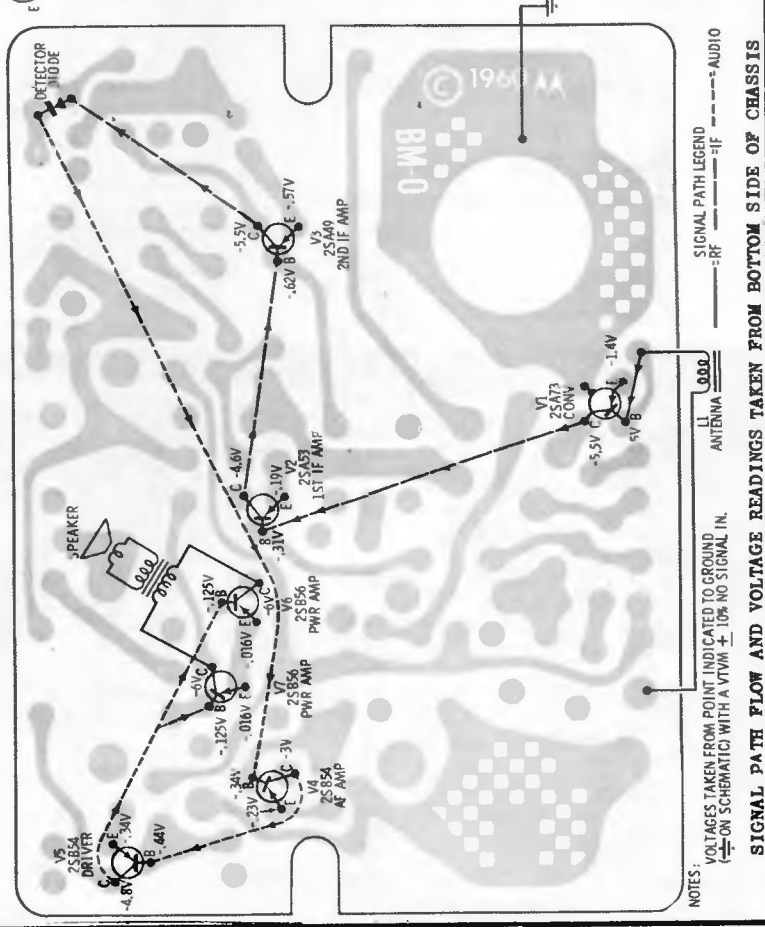 E
DETECTOR
DIODE
© 1960 AA
BM-0
-5.5V
C
E
-.57V
-.62V
B
V3
2SA49
2ND IF AMP
SPEAKER
C
-4.6V
-.19V
E
B
-.31V
V2
2SA53
1ST IF AMP
-.125V
B
-6V
C
E
-.016V
V6
2SB56
PWR AMP
-6V
C
-.125V
B
E
-.016V
V7
2SB56
PWR AMP
V1
2SA73
CONV
-5.5V
C
E
-1.4V
.5V
B
-.34V
B
C
-3V
-.23V
E
V4
2SB54
AF AMP
V5
2SB54
DRIVER
C
-4.8V
E
.34V
B
-.44V
L1
ANTENNA
SIGNAL PATH LEGEND
=RF
=IF
=AUDIO
NOTES:
VOLTAGES TAKEN FROM POINT INDICATED TO GROUND
(⏚ ON SCHEMATIC) WITH A VTVM ± 10% NO SIGNAL IN.
SIGNAL PATH FLOW AND VOLTAGE READINGS TAKEN FROM BOTTOM SIDE OF CHASSIS